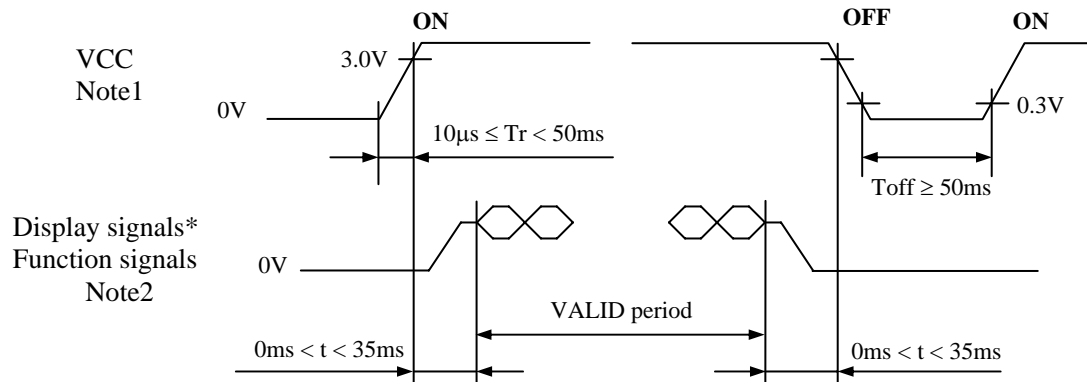 ON
OFF
ON
VCC
Note1
3.0V
0V
0.3V
10µs ≤ Tr < 50ms
Toff ≥ 50ms
Display signals*
Function signals
Note2
0V
VALID period
0ms < t < 35ms
0ms < t < 35ms